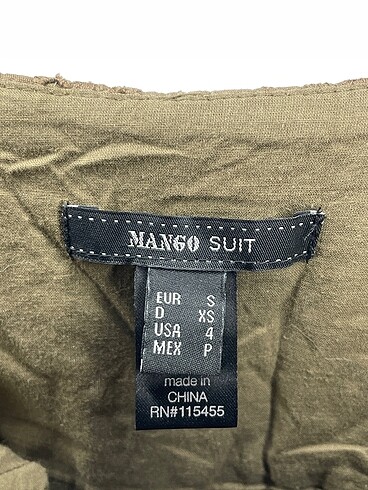 MANGO SUIT
EUR S
D XS
USA 4
MEX P
made in
CHINA
RN#115455